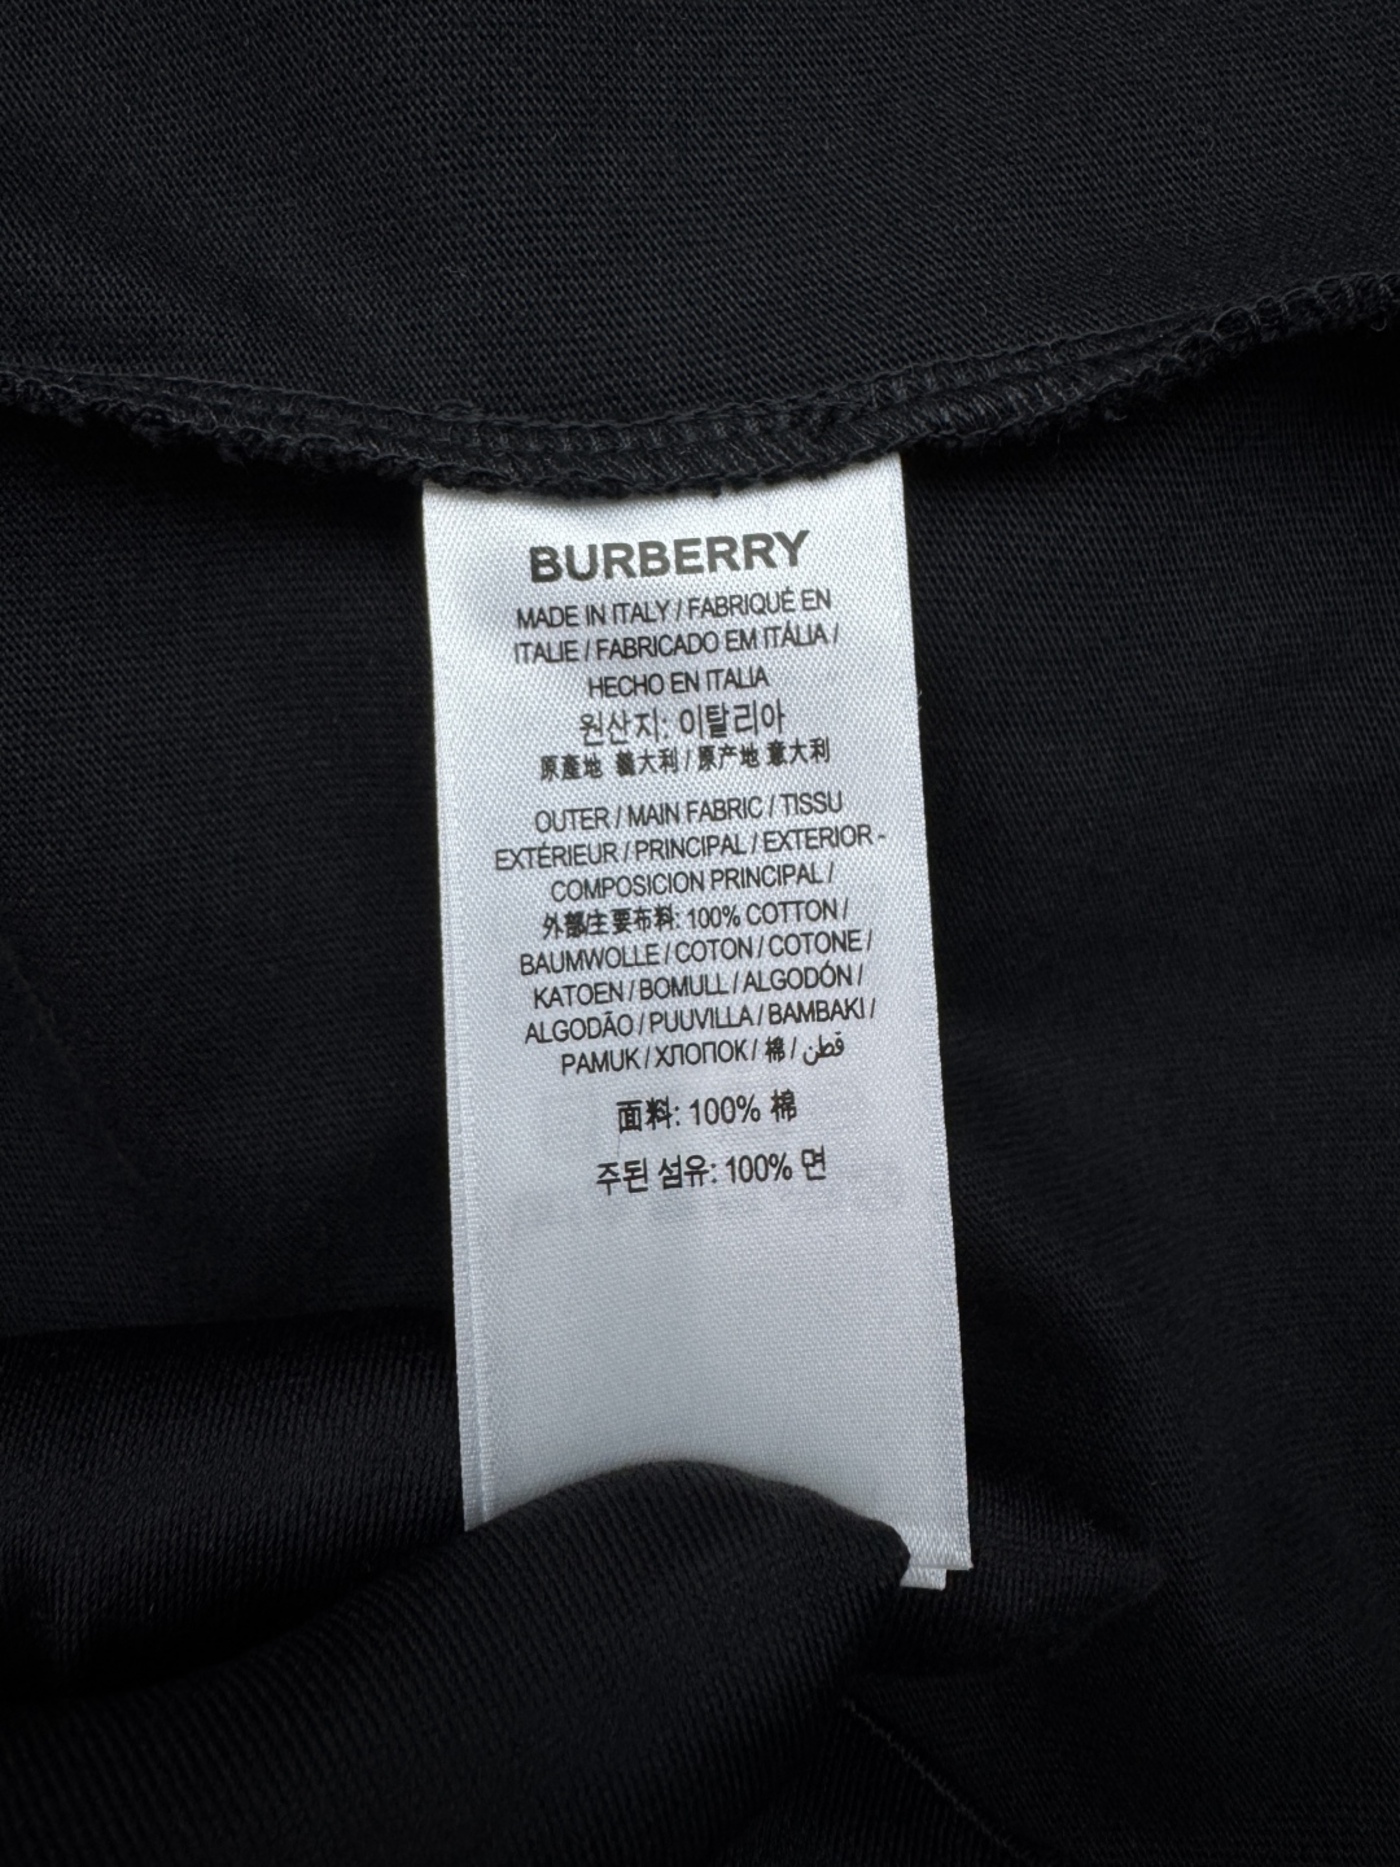 BURBERRY
MADE IN ITALY / FABRIQUÉ EN
ITALIE / FABRICADO EM ITÁLIA /
HECHO EN ITALIA
원산지: 이탈리아
原產地 義大利 / 原产地 意大利
OUTER / MAIN FABRIC / TISSU
EXTÉRIEUR / PRINCIPAL / EXTERIOR -
COMPOSICION PRINCIPAL /
外部/主要布料: 100% COTTON /
BAUMWOLLE / COTON / COTONE /
KATOEN / BOMULL / ALGODÓN /
ALGODÃO / PUUVILLA / BAMBAKI /
PAMUK / ХЛОПОК / 棉 / قطن
面料: 100% 棉
주된 섬유: 100% 면